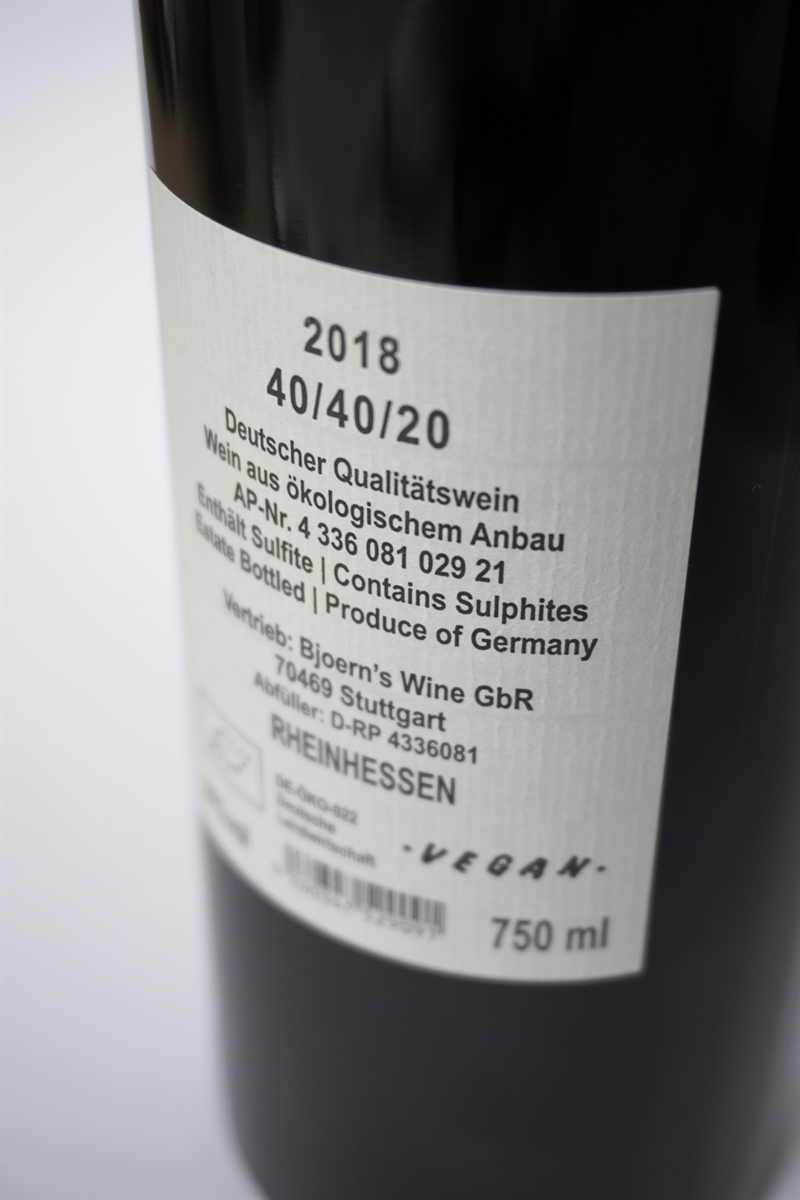 2018
40/40/20
Deutscher Qualitätswein
Wein aus ökologischem Anbau
AP-Nr. 4 336 081 029 21
Enthält Sulfite | Contains Sulphites
Estate Bottled | Produce of Germany
Vertrieb: Bjoern's Wine GbR
70469 Stuttgart
Abfüller: D-RP 4336081
RHEINHESSEN
DE-ÖKO-022
Deutsche
Landwirtschaft
·VEGAN·
750 ml